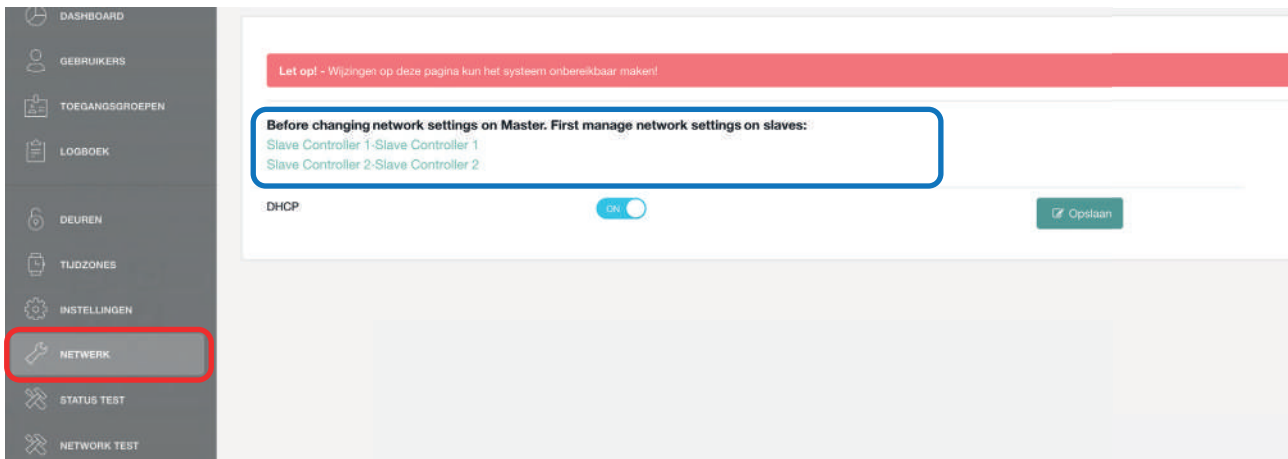 DASHBOARD
GEBRUIKERS
TOEGANGSGROEPEN
LOGBOEK
DEUREN
TIJDZONES
INSTELLINGEN
NETWERK
STATUS TEST
NETWORK TEST
Let op! - Wijzingen op deze pagina kun het systeem onbereikbaar maken!
Before changing network settings on Master. First manage network settings on slaves:
Slave Controller 1-Slave Controller 1
Slave Controller 2-Slave Controller 2
DHCP
ON
Opslaan